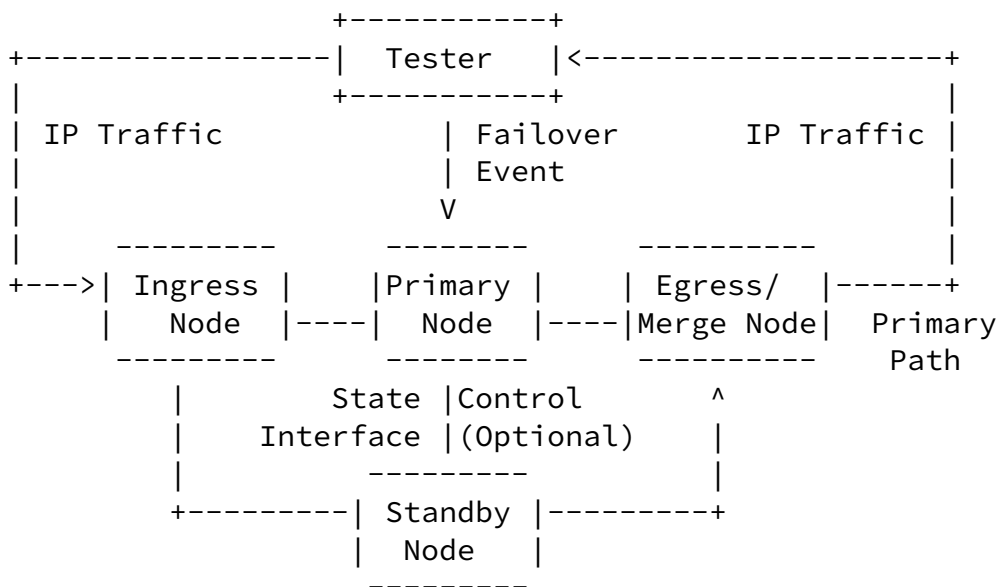 Tester
IP Traffic | Failover IP Traffic
Event
V
Ingress Primary Egress/
Node Node Merge Node Primary
Path
State Control ^
Interface (Optional)
Standby
Node